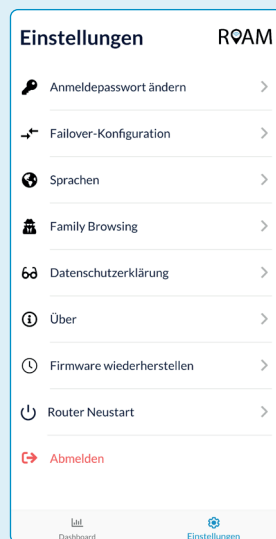 Einstellungen ROAM
Anmeldepasswort ändern
Failover-Konfiguration
Sprachen
Family Browsing
Datenschutzerklärung
Über
Firmware wiederherstellen
Router Neustart
Abmelden
Dashboard Einstellungen